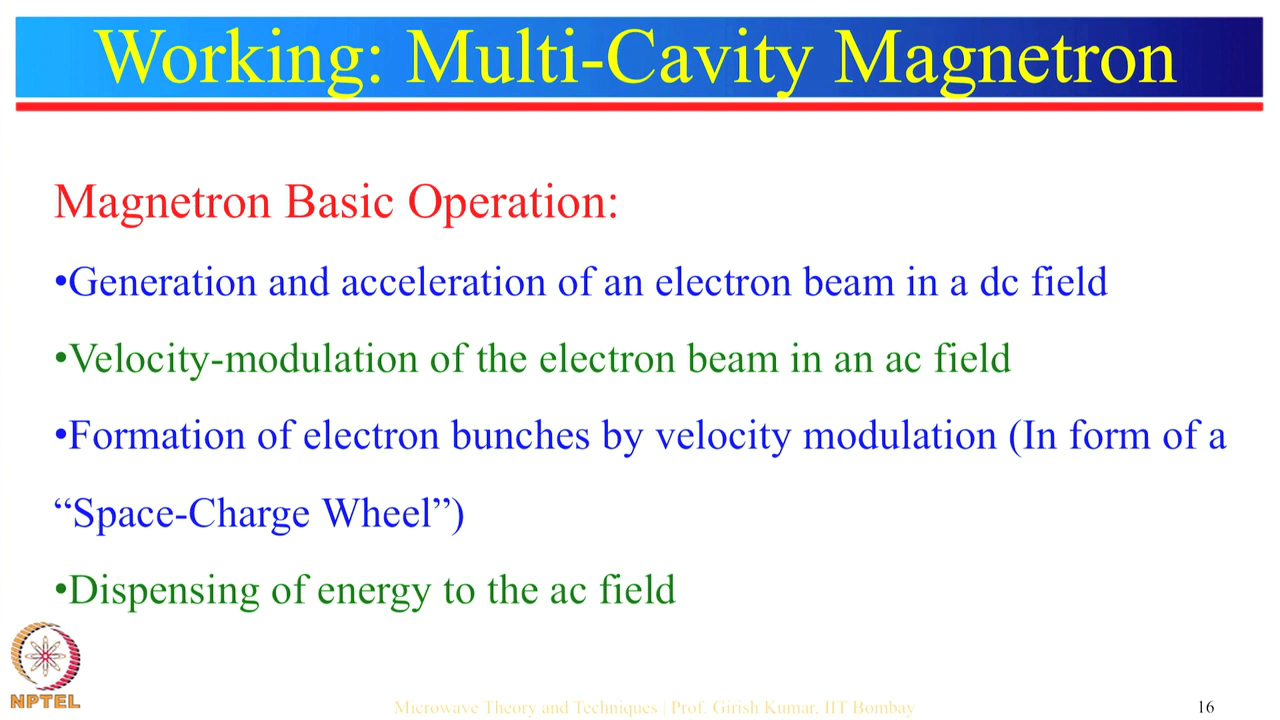 Working: Multi-Cavity Magnetron
Magnetron Basic Operation:
•Generation and acceleration of an electron beam in a dc field
•Velocity-modulation of the electron beam in an ac field
•Formation of electron bunches by velocity modulation (In form of a
“Space-Charge Wheel”)
•Dispensing of energy to the ac field
NPTEL
Microwave Theory and Techniques | Prof. Girish Kumar, IIT Bombay
16